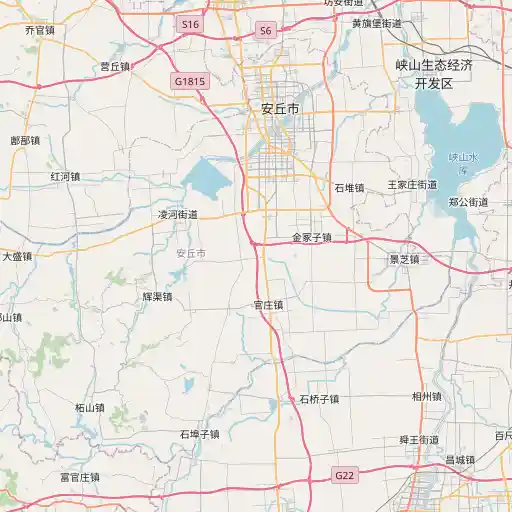 坊安街道
乔官镇
S16
S6
黄旗堡街道
营丘镇
峡山生态经济
开发区
G1815
安丘市
鄌郚镇
峡山水
库
红河镇
石堆镇
王家庄街道
郑公街道
凌河街道
金冢子镇
大盛镇
安丘市
景芝镇
辉渠镇
官庄镇
石桥子镇
相州镇
柘山镇
石埠子镇
舜王街道
百尺
昌城镇
富官庄镇
G22